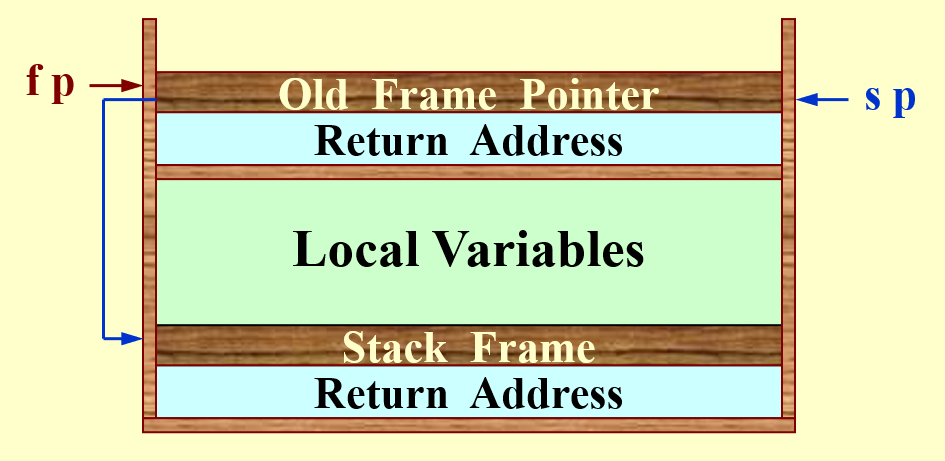 f p
Old Frame Pointer
s p
Return Address
Local Variables
Stack Frame
Return Address